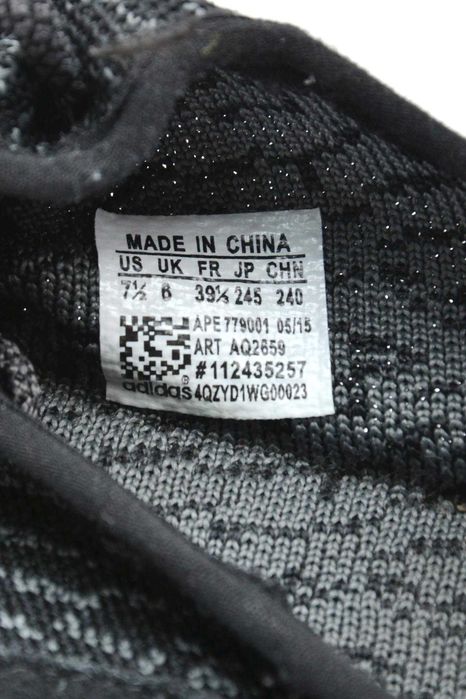 MADE IN CHINA
US UK FR JP CHN
7½ 6 39⅓ 245 240
APE 779001 05/15
ART AQ2659
#112435257
adidas® 4QZYD1WG00023